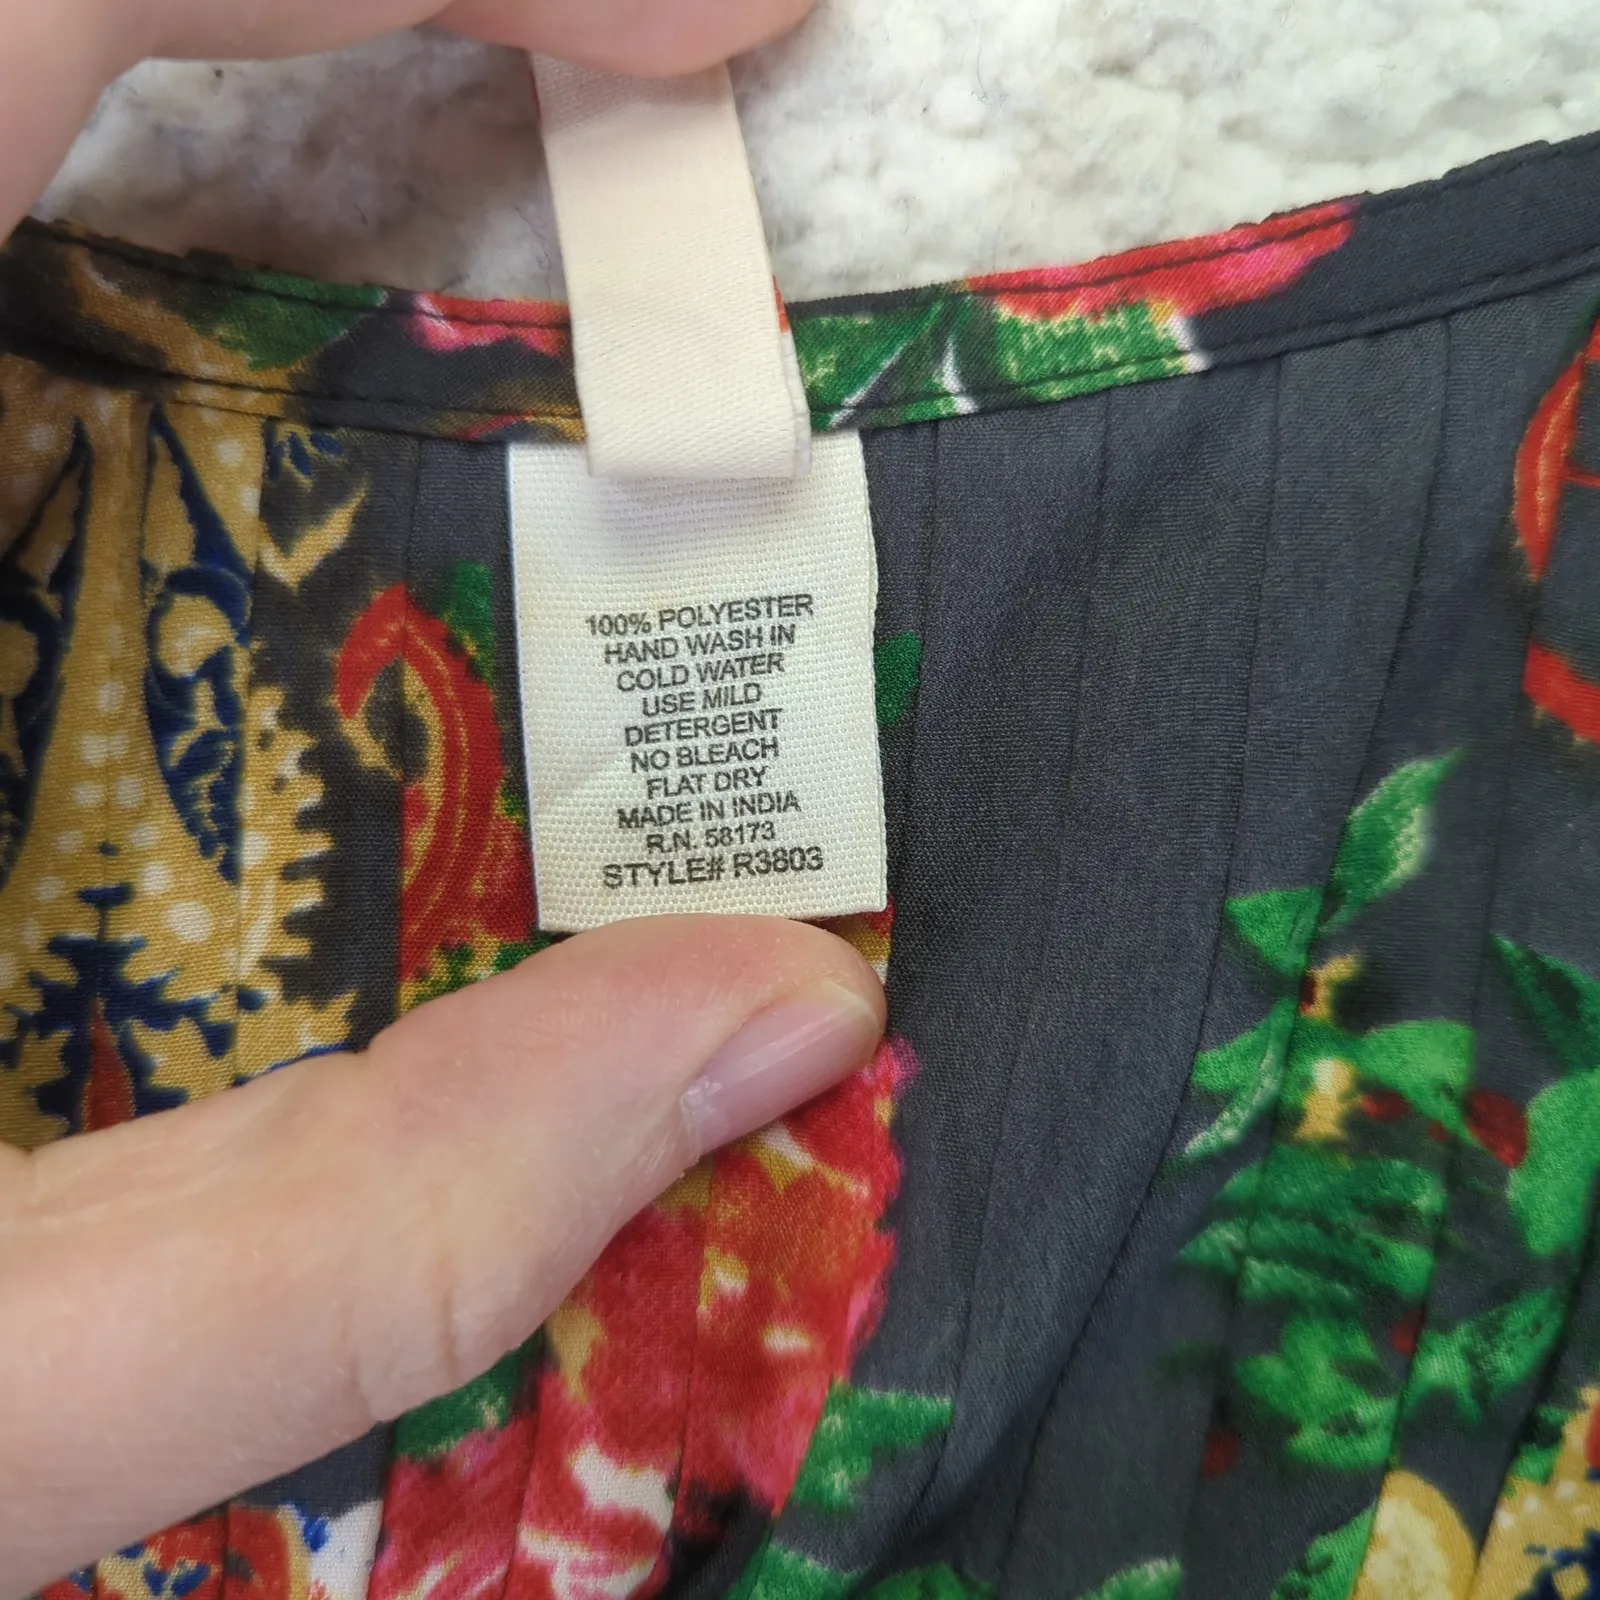 100% POLYESTER
HAND WASH IN
COLD WATER
USE MILD
DETERGENT
NO BLEACH
FLAT DRY
MADE IN INDIA
R.N. 58173
STYLE# R3803